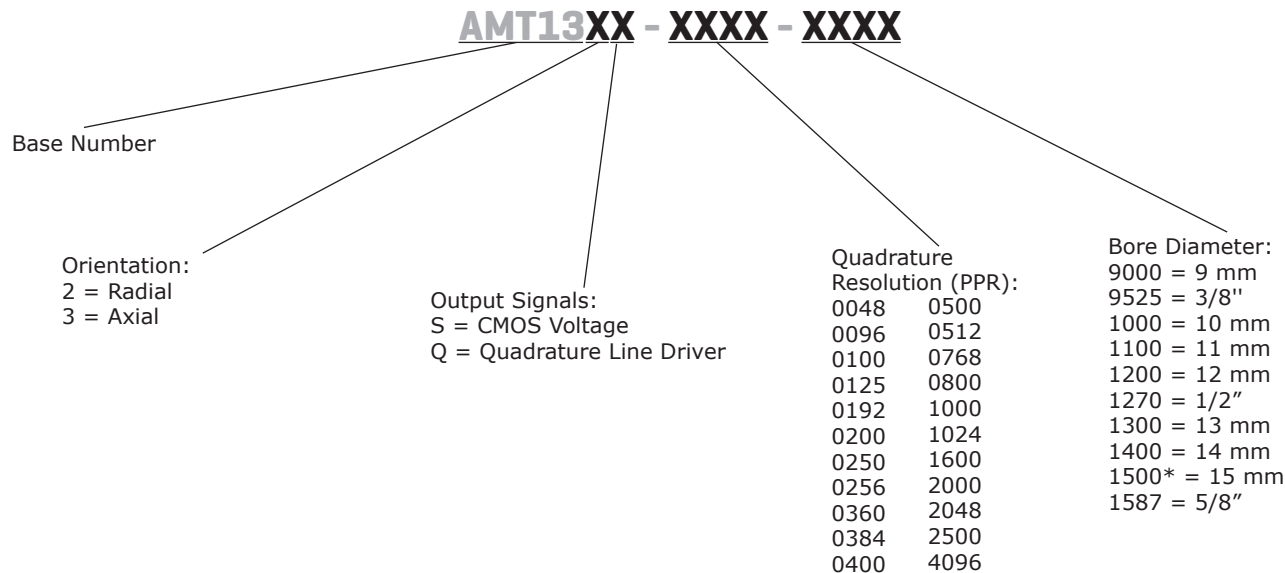 AMT13XX - XXXX - XXXX
Base Number
Orientation:
2 = Radial
3 = Axial
Output Signals:
S = CMOS Voltage
Q = Quadrature Line Driver
Quadrature
Resolution (PPR):
0048 0500
0096 0512
0100 0768
0125 0800
0192 1000
0200 1024
0250 1600
0256 2000
0360 2048
0384 2500
0400 4096
Bore Diameter:
9000 = 9 mm
9525 = 3/8''
1000 = 10 mm
1100 = 11 mm
1200 = 12 mm
1270 = 1/2”
1300 = 13 mm
1400 = 14 mm
1500* = 15 mm
1587 = 5/8”